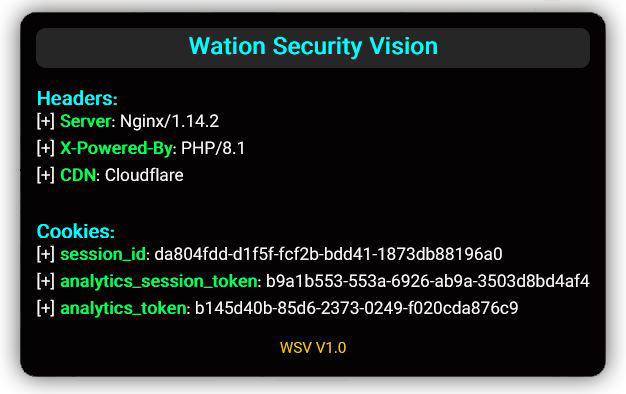 Wation Security Vision
Headers:
[+] Server: Nginx/1.14.2
[+] X-Powered-By: PHP/8.1
[+] CDN: Cloudflare
Cookies:
[+] session_id: da804fdd-d1f5f-fcf2b-bdd41-1873db88196a0
[+] analytics_session_token: b9a1b553-553a-6926-ab9a-3503d8bd4af4
[+] analytics_token: b145d40b-85d6-2373-0249-f020cda876c9
WSV V1.0